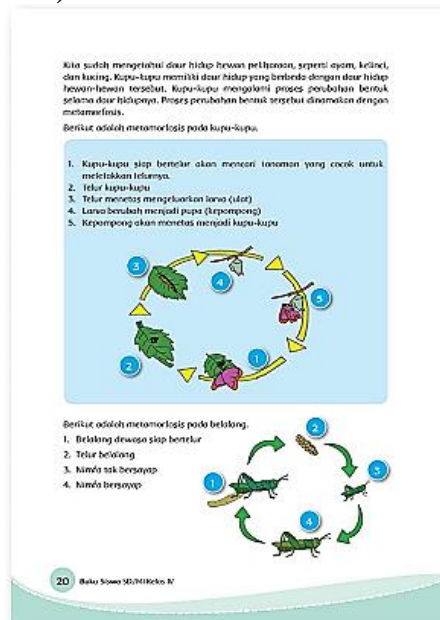 Kita sudah mengetahui daur hidup hewan peliharaan, seperti ayam, kelinci,
dan kucing. Kupu-kupu memiliki daur hidup yang berbeda dengan daur hidup
hewan-hewan tersebut. Kupu-kupu mengalami proses perubahan bentuk
selama daur hidupnya. Proses perubahan bentuk tersebut dinamakan dengan
metamorfosis.
Berikut adalah metamorfosis pada kupu-kupu.
1. Kupu-kupu siap bertelur akan mencari tanaman yang cocok untuk
meletakkan telurnya.
2. Telur kupu-kupu
3. Telur menetas mengeluarkan larva (ulat)
4. Larva berubah menjadi pupa (kepompong)
5. Kepompong akan menetas menjadi kupu-kupu
3
4
5
2
1
Berikut adalah metamorfosis pada belalang.
1. Belalang dewasa siap bertelur
2. Telur belalang
3. Nimfa tak bersayap
4. Nimfa bersayap
2
1
3
4
20 Buku Siswa SD/MI Kelas IV